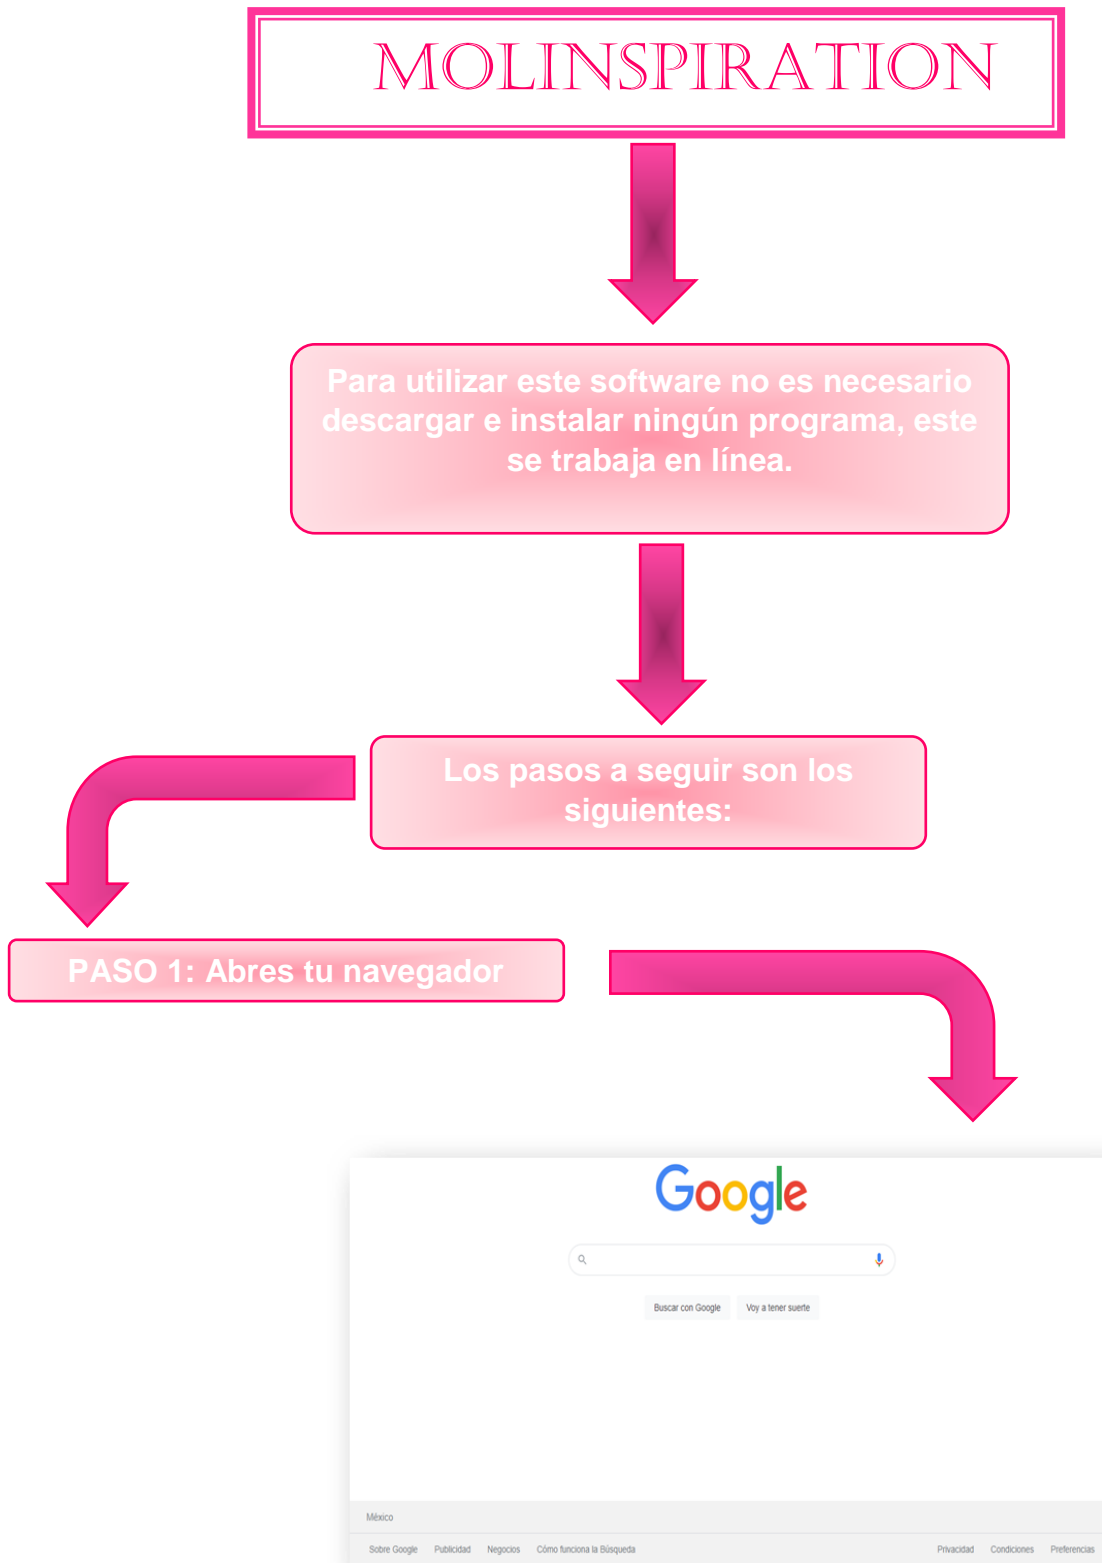 MOLINSPIRATION
Para utilizar este software no es necesario
descargar e instalar ningún programa, este
se trabaja en línea.
Los pasos a seguir son los
siguientes:
PASO 1: Abres tu navegador
Google
Buscar con Google Voy a tener suerte
México
Sobre Google Publicidad Negocios Cómo funciona la Búsqueda Privacidad Condiciones Preferencias